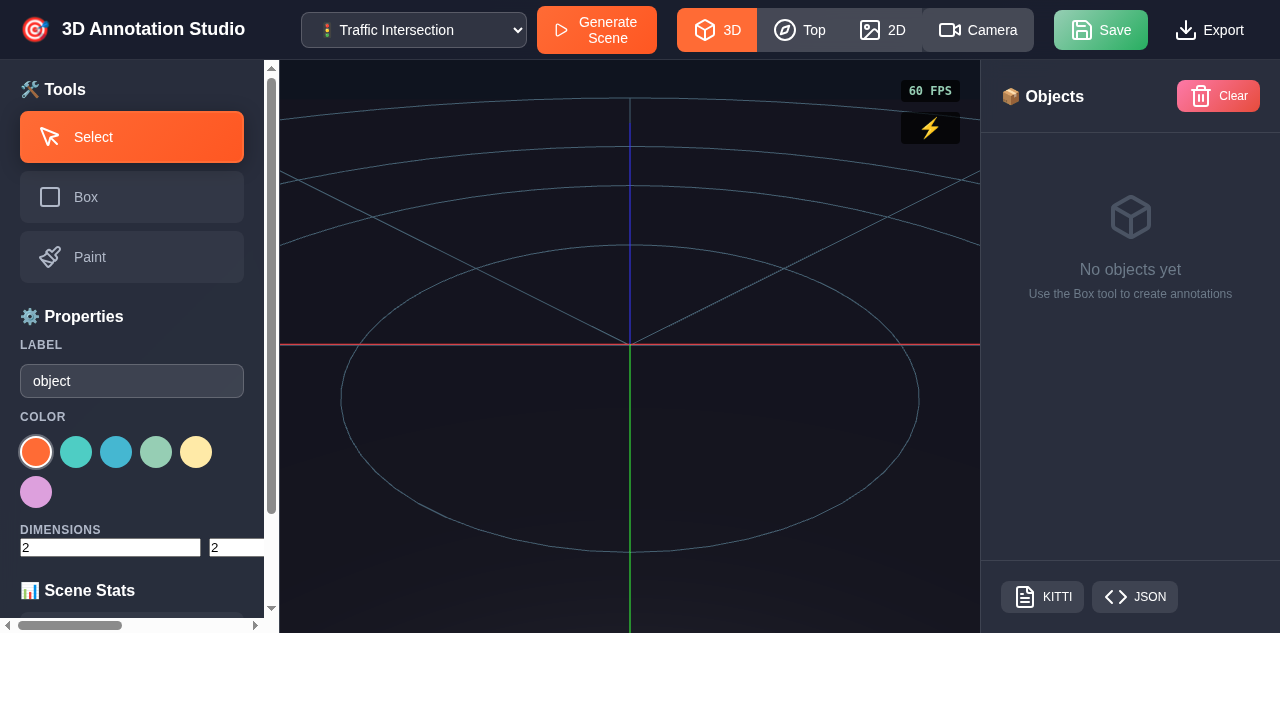 🎯 3D Annotation Studio
🚦 Traffic Intersection
Generate
Scene
3D
Top
2D
Camera
Save
Export
🛠️ Tools
Select
Box
Paint
⚙️ Properties
LABEL
object
COLOR
DIMENSIONS
2
2
📊 Scene Stats
60 FPS
⚡
📦 Objects
Clear
No objects yet
Use the Box tool to create annotations
KITTI
JSON